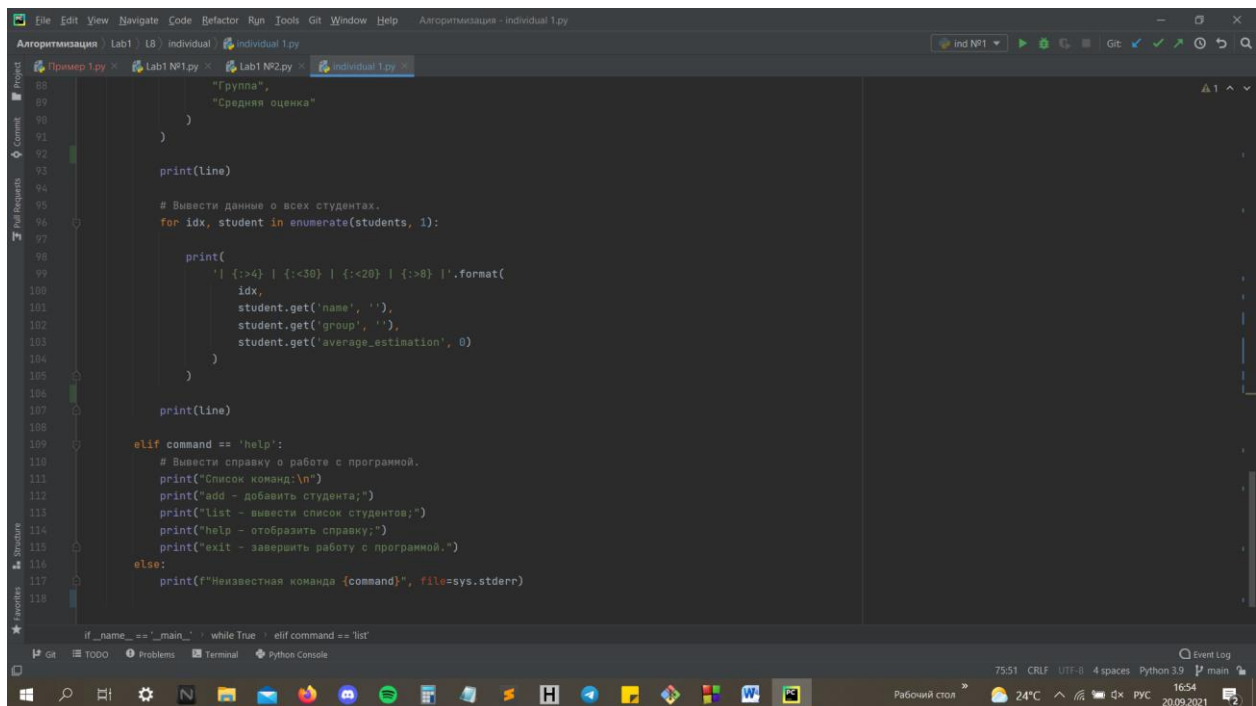 File Edit View Navigate Code Refactor Run Tools Git Window Help Алгоритмизация - individual 1.py
Алгоритмизация Lab1 L8 individual individual 1.py ind №1 Git:
Project Пример 1.py Lab1 №1.py Lab1 №2.py individual 1.py
Commit
Pull Requests
88 "Группа",
89 "Средняя оценка" 1
90 )
91 )
92
93 print(line)
94
95 # Вывести данные о всех студентах.
96 for idx, student in enumerate(students, 1):
97
98 print(
99 '| {:>4} | {:<30} | {:<20} | {:>8} |'.format(
100 idx,
101 student.get('name', ''),
102 student.get('group', ''),
103 student.get('average_estimation', 0)
104 )
105 )
106
107 print(line)
108
109 elif command == 'help':
110 # Вывести справку о работе с программой.
111 print("Список команд:\n")
112 print("add - добавить студента;")
113 print("list - вывести список студентов;")
114 print("help - отобразить справку;")
115 print("exit - завершить работу с программой.")
116 else:
117 print(f"Неизвестная команда {command}", file=sys.stderr)
118
Structure
Favorites
if __name__ == '__main__' while True elif command == 'list'
Git TODO Problems Terminal Python Console Event Log
75:51 CRLF UTF-8 4 spaces Python 3.9 main
Рабочий стол 24°C РУС 16:54
20.09.2021 2